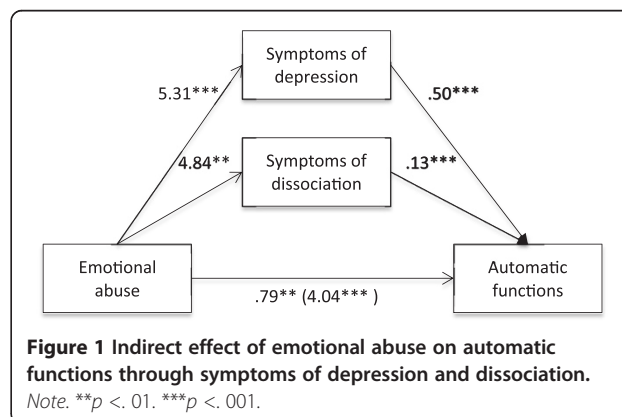 Symptoms of
depression
5.31***
.50***
4.84**
Symptoms of
dissociation
.13***
Emotional
abuse
Automatic
functions
.79** (4.04*** )
Figure 1 Indirect effect of emotional abuse on automatic
functions through symptoms of depression and dissociation.
Note. **p <. 01. ***p <. 001.